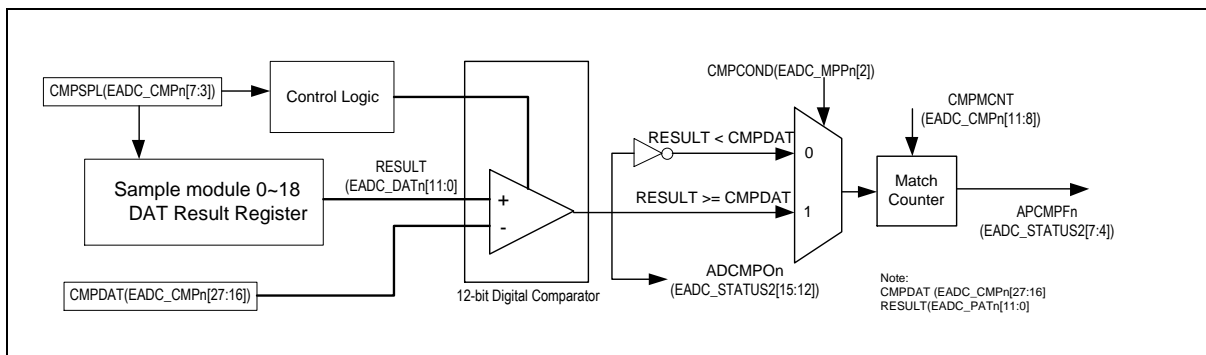 CMPSPL(EADC_CMPn[7:3])
Control Logic
CMPCOND(EADC_MPPn[2])
CMPMCNT
(EADC_CMPn[11:8])
RESULT < CMPDAT
0
RESULT
(EADC_DATn[11:0]
Sample module 0~18
DAT Result Register
+
-
RESULT >= CMPDAT
1
Match
Counter
APCMPFn
(EADC_STATUS2[7:4])
ADCMPOn
(EADC_STATUS2[15:12])
CMPDAT(EADC_CMPn[27:16])
12-bit Digital Comparator
Note:
CMPDAT (EADC_CMPn[27:16]
RESULT(EADC_PATn[11:0]